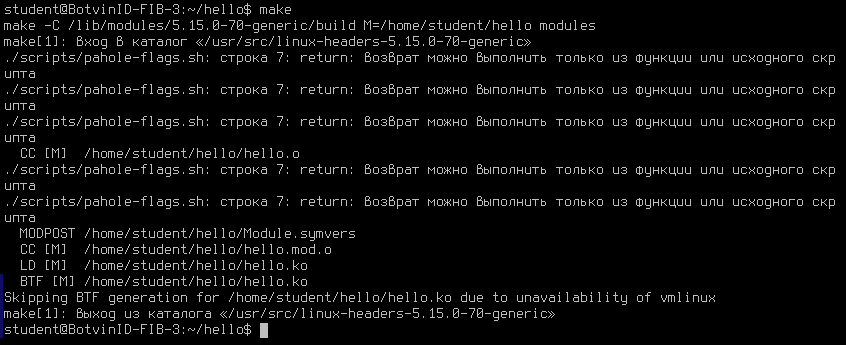 student@BotvinID-FIB-3:~/hello$ make
make -C /lib/modules/5.15.0-70-generic/build M=/home/student/hello modules
make[1]: вход в каталог «/usr/src/linux-headers-5.15.0-70-generic»
./scripts/pahole-flags.sh: строка 7: return: возврат можно выполнить только из функции или исходного скр
ипта
./scripts/pahole-flags.sh: строка 7: return: возврат можно выполнить только из функции или исходного скр
ипта
./scripts/pahole-flags.sh: строка 7: return: возврат можно выполнить только из функции или исходного скр
ипта
  CC [M]  /home/student/hello/hello.o
./scripts/pahole-flags.sh: строка 7: return: возврат можно выполнить только из функции или исходного скр
ипта
./scripts/pahole-flags.sh: строка 7: return: возврат можно выполнить только из функции или исходного скр
ипта
  MODPOST /home/student/hello/Module.symvers
  CC [M]  /home/student/hello/hello.mod.o
  LD [M]  /home/student/hello/hello.ko
  BTF [M] /home/student/hello/hello.ko
Skipping BTF generation for /home/student/hello/hello.ko due to unavailability of vmlinux
make[1]: выход из каталога «/usr/src/linux-headers-5.15.0-70-generic»
student@BotvinID-FIB-3:~/hello$